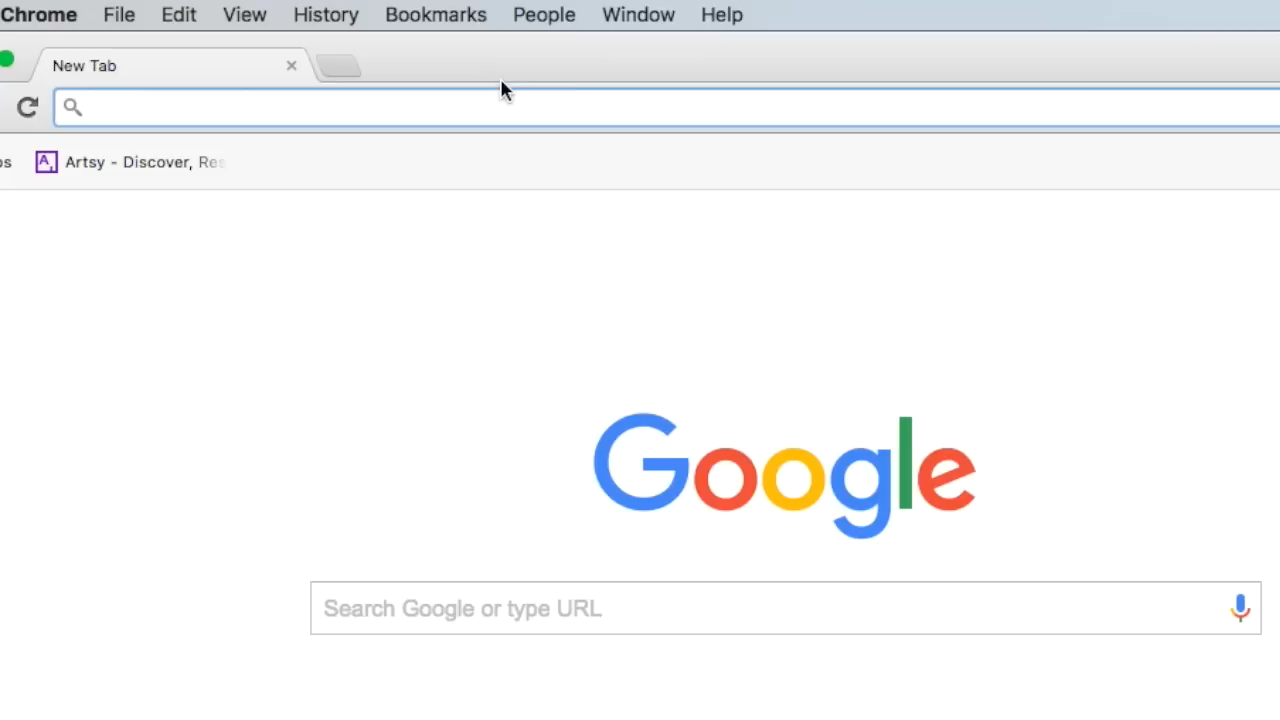 Chrome File Edit View History Bookmarks People Window Help
New Tab
Artsy - Discover, Res
Google
Search Google or type URL